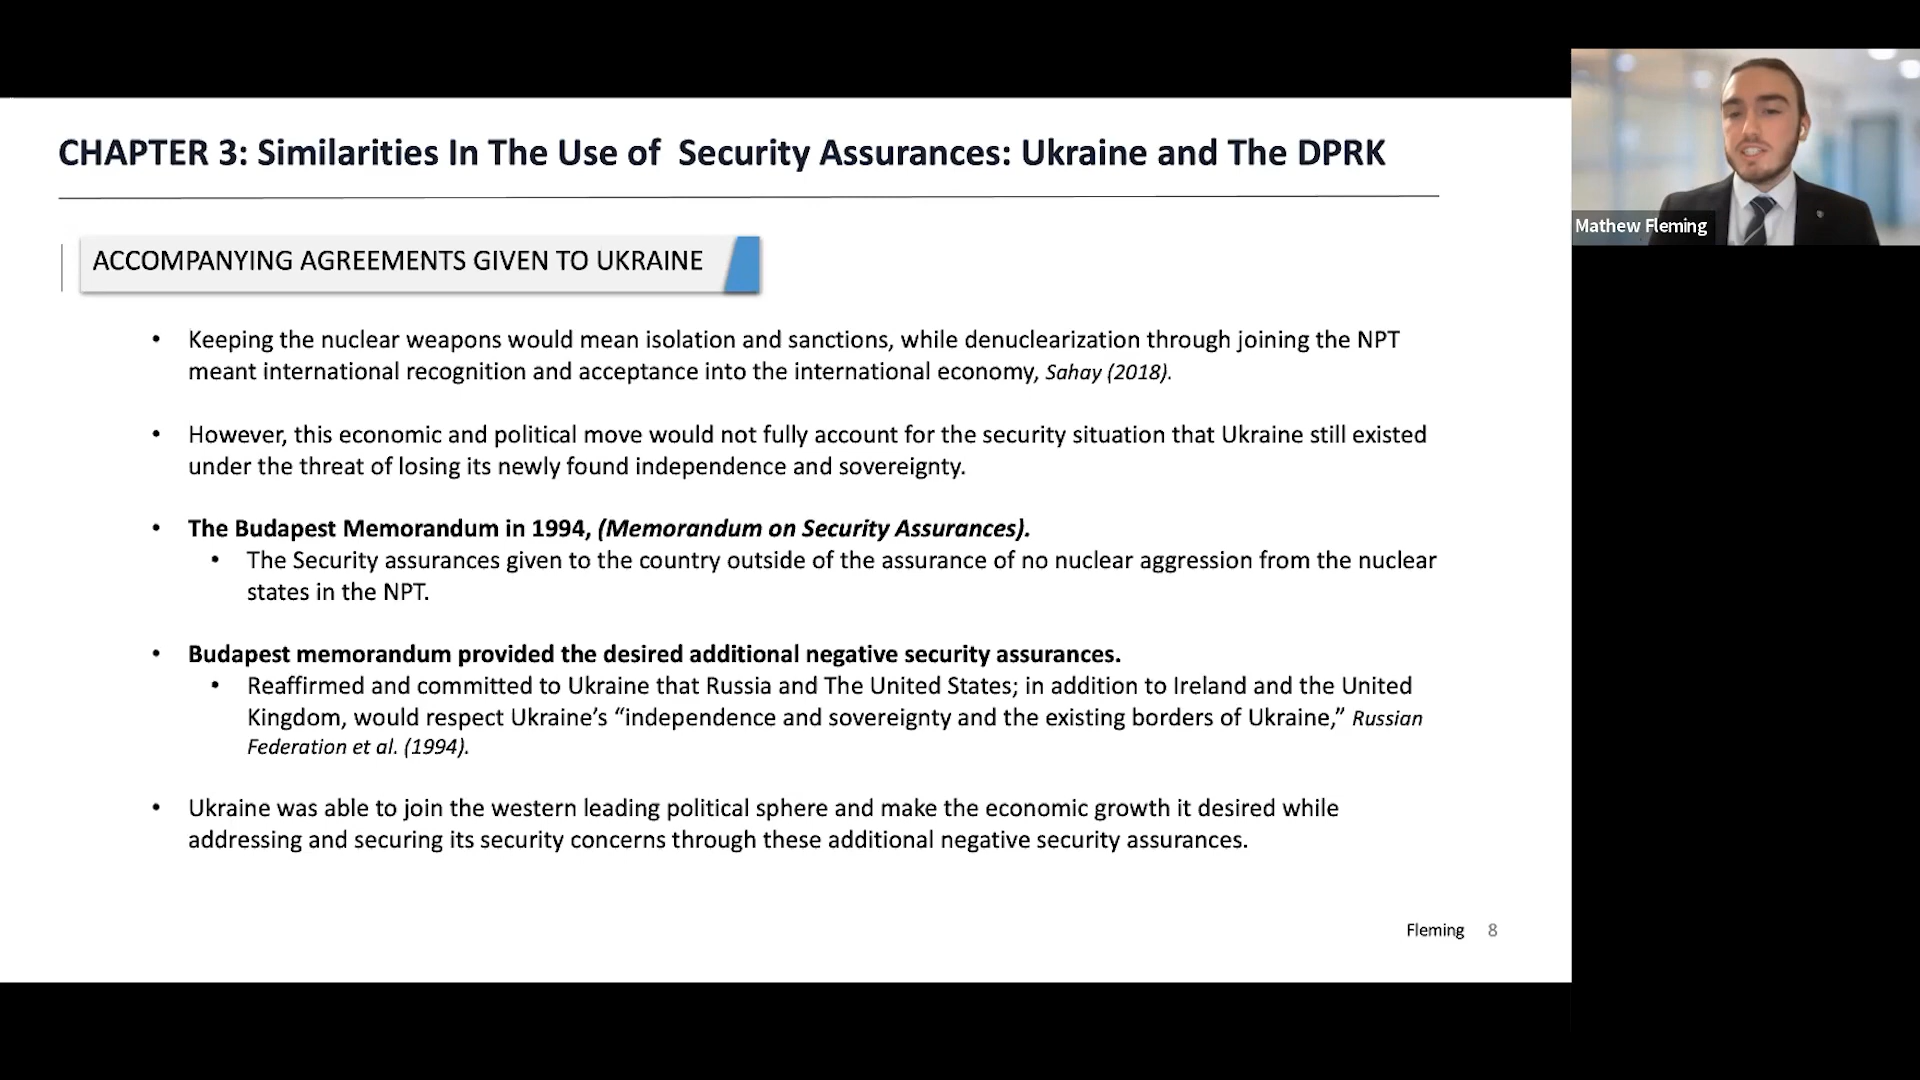 CHAPTER 3: Similarities In The Use of  Security Assurances: Ukraine and The DPRK
Mathew Fleming
ACCOMPANYING AGREEMENTS GIVEN TO UKRAINE
• Keeping the nuclear weapons would mean isolation and sanctions, while denuclearization through joining the NPT
meant international recognition and acceptance into the international economy, Sahay (2018).
• However, this economic and political move would not fully account for the security situation that Ukraine still existed
under the threat of losing its newly found independence and sovereignty.
• The Budapest Memorandum in 1994, (Memorandum on Security Assurances).
• The Security assurances given to the country outside of the assurance of no nuclear aggression from the nuclear
states in the NPT.
• Budapest memorandum provided the desired additional negative security assurances.
• Reaffirmed and committed to Ukraine that Russia and The United States; in addition to Ireland and the United
Kingdom, would respect Ukraine’s “independence and sovereignty and the existing borders of Ukraine,” Russian
Federation et al. (1994).
• Ukraine was able to join the western leading political sphere and make the economic growth it desired while
addressing and securing its security concerns through these additional negative security assurances.
Fleming 8